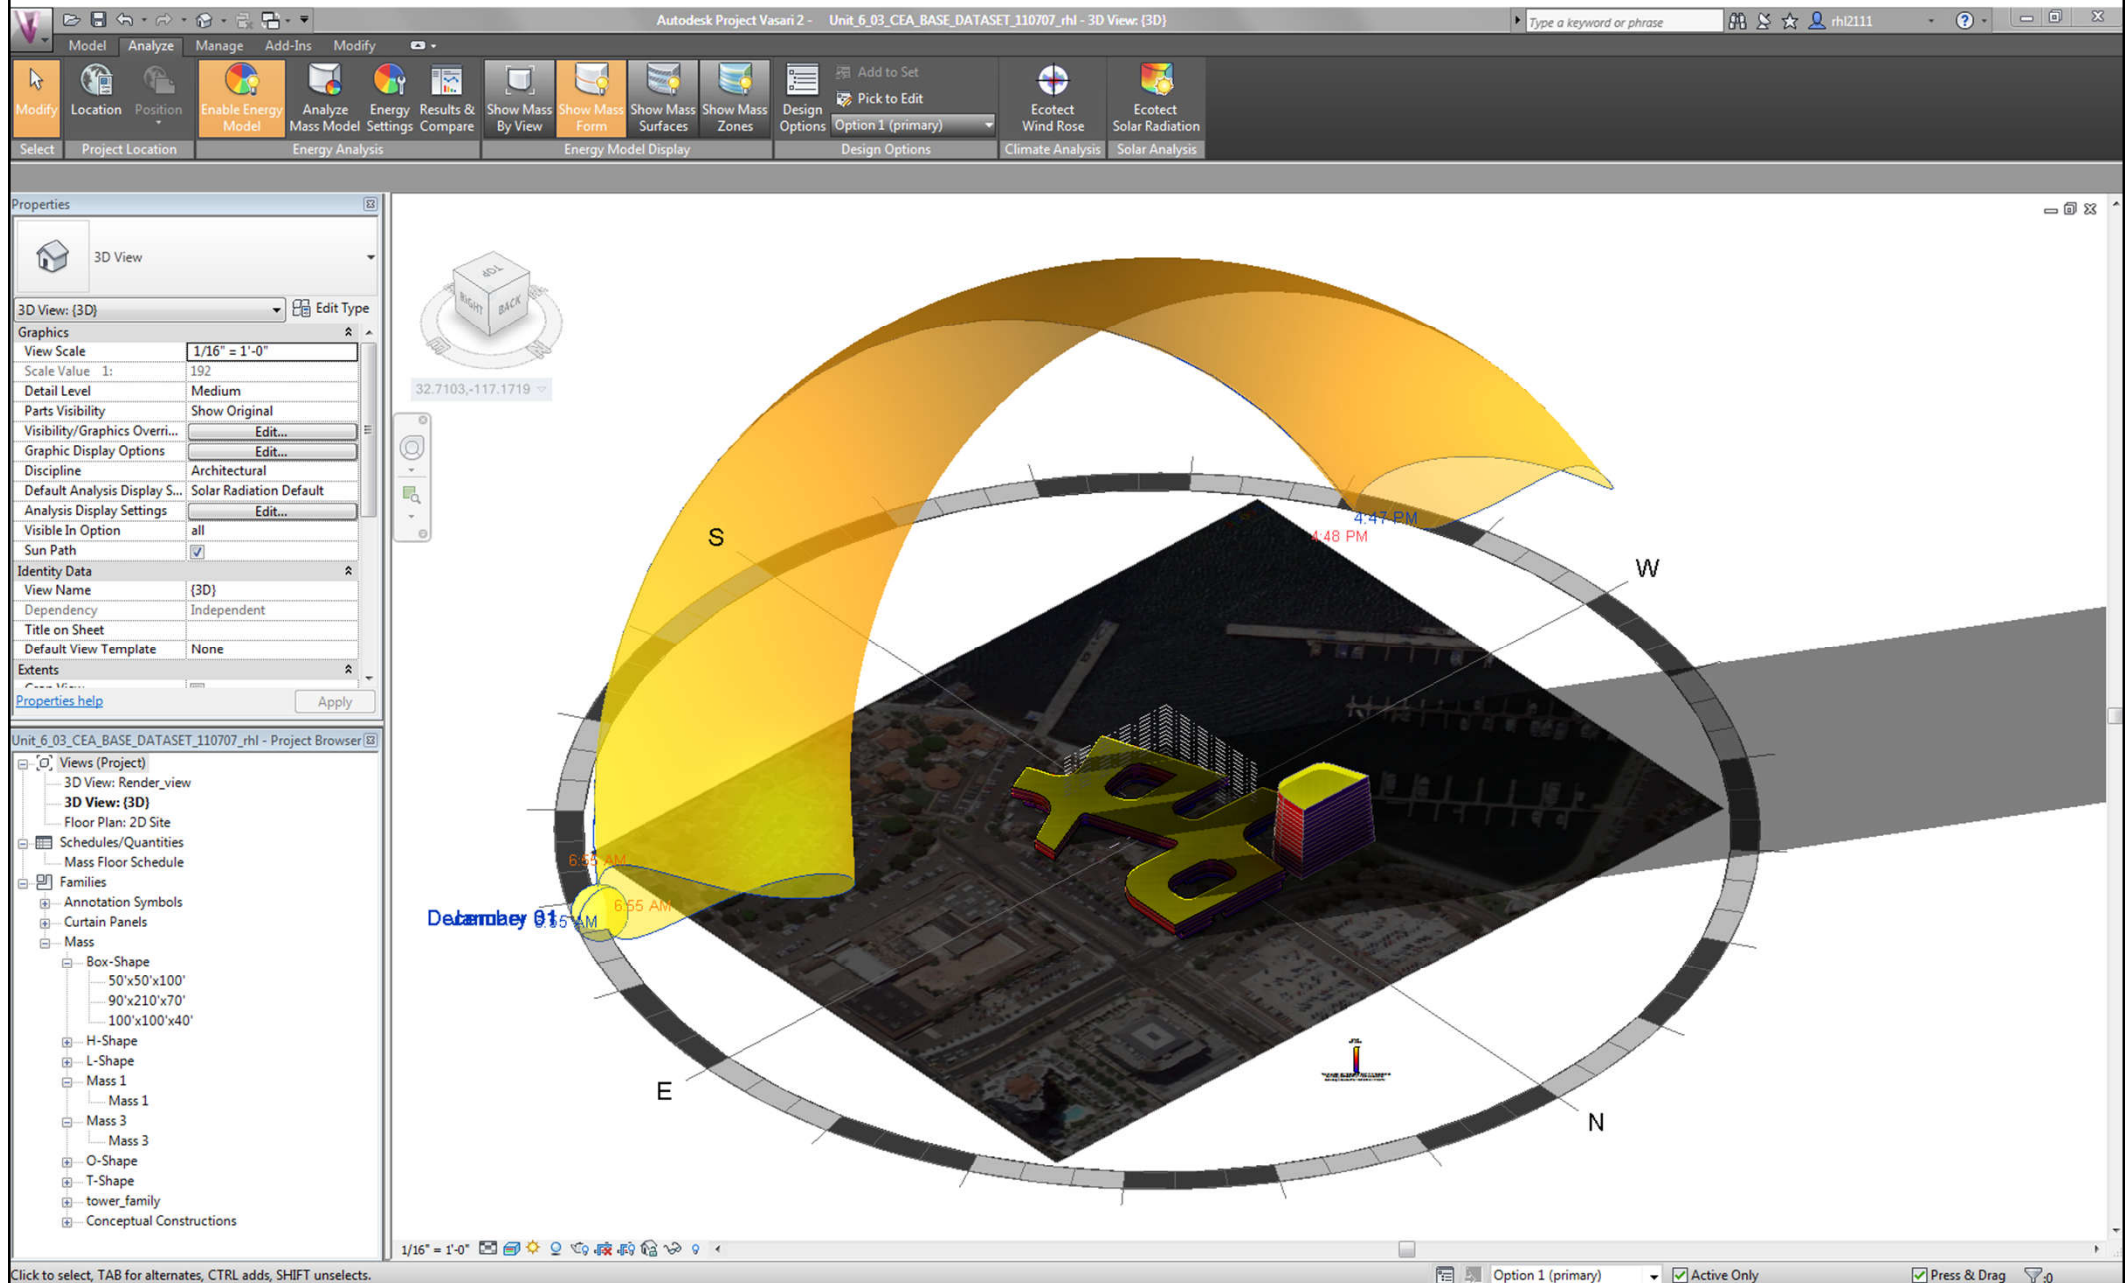 Autodesk Project Vasari 2 - Unit_6_03_CEA_BASE_DATASET_110707_rhl - 3D View: {3D}
Type a keyword or phrase
rhl2111
Model Analyze Manage Add-Ins Modify
Modify
Location
Position
Enable Energy Model
Analyze Mass Model
Energy Settings
Results & Compare
Show Mass By View
Show Mass Form
Show Mass Surfaces
Show Mass Zones
Design Options
Add to Set
Pick to Edit
Option 1 (primary)
Ecotect Wind Rose
Ecotect Solar Radiation
Select Project Location Energy Analysis Energy Model Display Design Options Climate Analysis Solar Analysis
Properties
3D View
3D View: {3D} Edit Type
Graphics
View Scale 1/16" = 1'-0"
Scale Value 1: 192
Detail Level Medium
Parts Visibility Show Original
Visibility/Graphics Overri... Edit...
Graphic Display Options Edit...
Discipline Architectural
Default Analysis Display S... Solar Radiation Default
Analysis Display Settings Edit...
Visible In Option all
Sun Path
Identity Data
View Name {3D}
Dependency Independent
Title on Sheet
Default View Template None
Extents
Properties help Apply
Unit_6_03_CEA_BASE_DATASET_110707_rhl - Project Browser
Views (Project)
3D View: Render_view
3D View: {3D}
Floor Plan: 2D Site
Schedules/Quantities
Mass Floor Schedule
Families
Annotation Symbols
Curtain Panels
Mass
Box-Shape
50'x50'x100'
90'x210'x70'
100'x100'x40'
H-Shape
L-Shape
Mass 1
Mass 1
Mass 3
Mass 3
O-Shape
T-Shape
tower_family
Conceptual Constructions
TOP
RIGHT
BACK
N
32.7103,-117.1719
S
4:47 PM
4:48 PM
W
6:55 AM
6:55 AM
E
N
1/16" = 1'-0"
Click to select, TAB for alternates, CTRL adds, SHIFT unselects.
Option 1 (primary)
Active Only
Press & Drag
:0